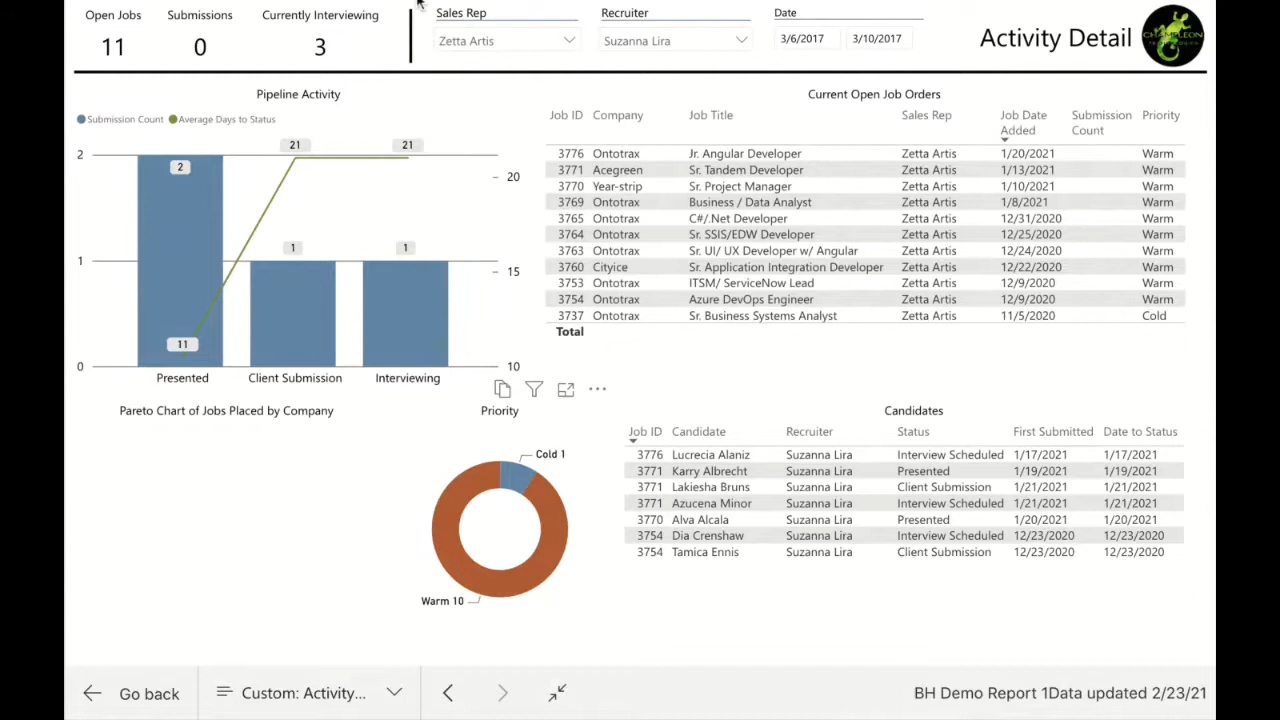 Open Jobs Submissions Currently Interviewing
11 0 3
Sales Rep Recruiter Date
Zetta Artis Suzanna Lira 3/6/2017 3/10/2017
Activity Detail
CHAMELEON
Pipeline Activity
Submission Count Average Days to Status
2 21 21 20
2
1 1 1 15
11
0 10
Presented Client Submission Interviewing
Current Open Job Orders
Job ID Company Job Title Sales Rep Job Date Added Submission Count Priority
3776 Ontotrax Jr. Angular Developer Zetta Artis 1/20/2021 Warm
3771 Acegreen Sr. Tandem Developer Zetta Artis 1/13/2021 Warm
3770 Year-strip Sr. Project Manager Zetta Artis 1/10/2021 Warm
3769 Ontotrax Business / Data Analyst Zetta Artis 1/8/2021 Warm
3765 Ontotrax C#/.Net Developer Zetta Artis 12/31/2020 Warm
3764 Ontotrax Sr. SSIS/EDW Developer Zetta Artis 12/25/2020 Warm
3763 Ontotrax Sr. UI/ UX Developer w/ Angular Zetta Artis 12/24/2020 Warm
3760 Cityice Sr. Application Integration Developer Zetta Artis 12/22/2020 Warm
3753 Ontotrax ITSM/ ServiceNow Lead Zetta Artis 12/9/2020 Warm
3754 Ontotrax Azure DevOps Engineer Zetta Artis 12/9/2020 Warm
3737 Ontotrax Sr. Business Systems Analyst Zetta Artis 11/5/2020 Cold
Total
Pareto Chart of Jobs Placed by Company
Priority
Cold 1
Warm 10
Candidates
Job ID Candidate Recruiter Status First Submitted Date to Status
3776 Lucrecia Alaniz Suzanna Lira Interview Scheduled 1/17/2021 1/17/2021
3771 Karry Albrecht Suzanna Lira Presented 1/19/2021 1/19/2021
3771 Lakiesha Bruns Suzanna Lira Client Submission 1/21/2021 1/21/2021
3771 Azucena Minor Suzanna Lira Interview Scheduled 1/21/2021 1/21/2021
3770 Alva Alcala Suzanna Lira Presented 1/20/2021 1/20/2021
3754 Dia Crenshaw Suzanna Lira Interview Scheduled 12/23/2020 12/23/2020
3754 Tamica Ennis Suzanna Lira Client Submission 12/23/2020 12/23/2020
Go back Custom: Activity... BH Demo Report 1Data updated 2/23/21